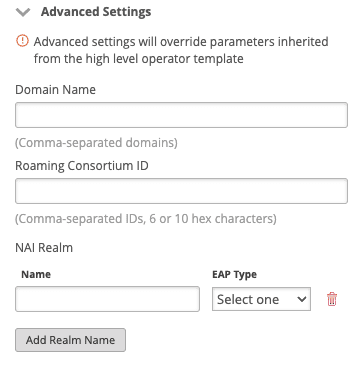 Advanced Settings
Advanced settings will override parameters inherited
from the high level operator template
Domain Name
(Comma-separated domains)
Roaming Consortium ID
(Comma-separated IDs, 6 or 10 hex characters)
NAI Realm
Name EAP Type
Select one
Add Realm Name